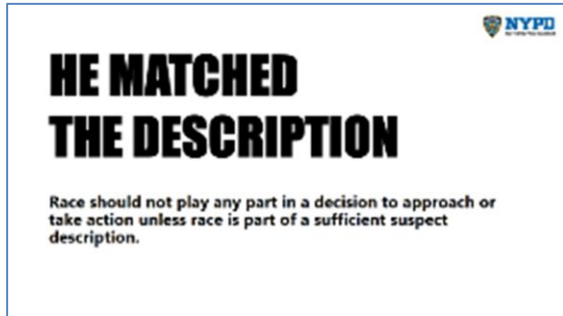 NYPD
HE MATCHED
THE DESCRIPTION
Race should not play any part in a decision to approach or
take action unless race is part of a sufficient suspect
description.